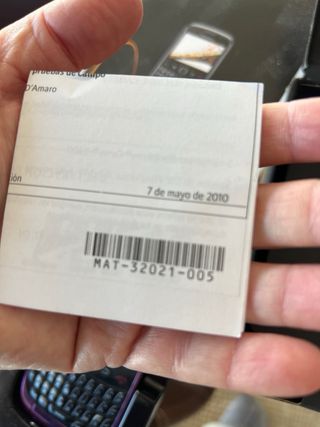 pruebas de Campo
D'Amaro
ión
7 de mayo de 2010
MAT-32021-005